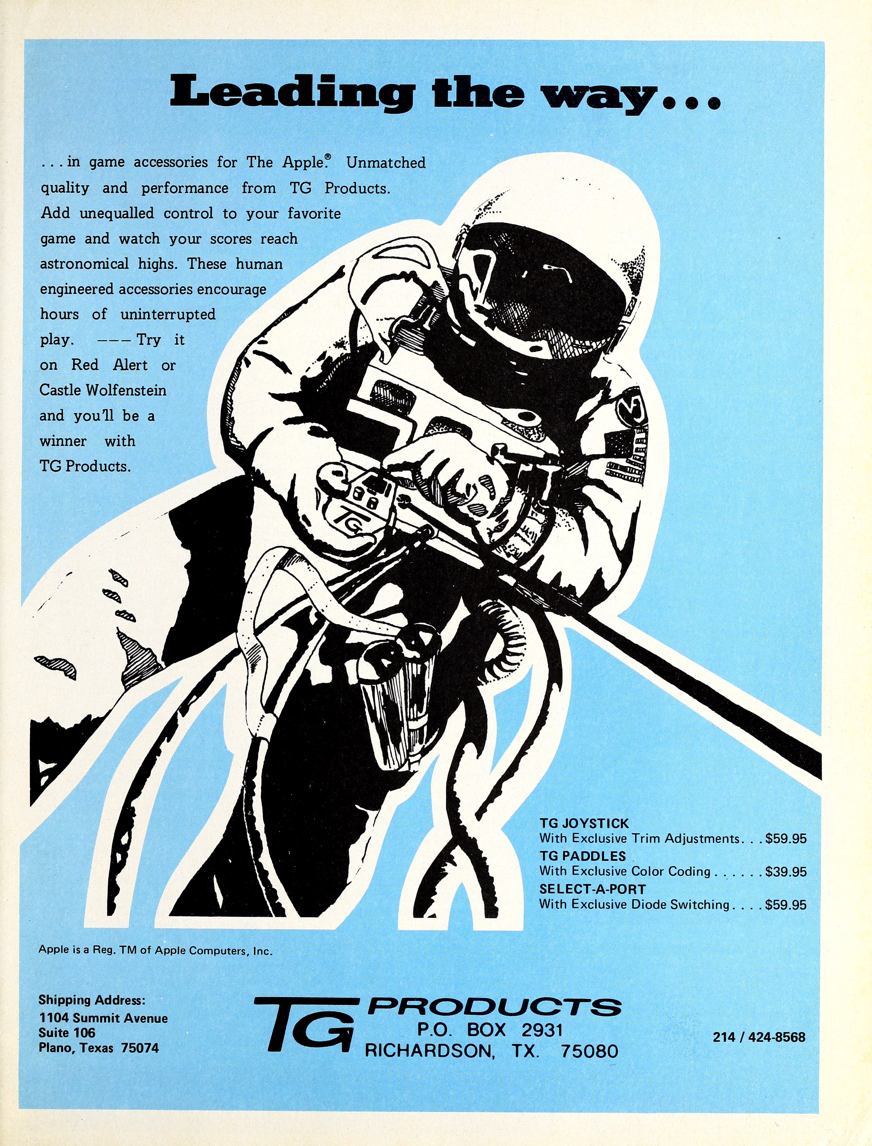 Leading the way...
...in game accessories for The Apple.® Unmatched
quality and performance from TG Products.
Add unequalled control to your favorite
game and watch your scores reach
astronomical highs. These human
engineered accessories encourage
hours of uninterrupted
play. --- Try it
on Red Alert or
Castle Wolfenstein
and you'll be a
winner with
TG Products.
TG
TG JOYSTICK
With Exclusive Trim Adjustments. . . $59.95
TG PADDLES
With Exclusive Color Coding . . . . . . $39.95
SELECT-A-PORT
With Exclusive Diode Switching. . . . $59.95
Apple is a Reg. TM of Apple Computers, Inc.
Shipping Address:
1104 Summit Avenue
Suite 106
Plano, Texas 75074
TG PRODUCTS
P.O. BOX 2931
RICHARDSON, TX. 75080
214 / 424-8568